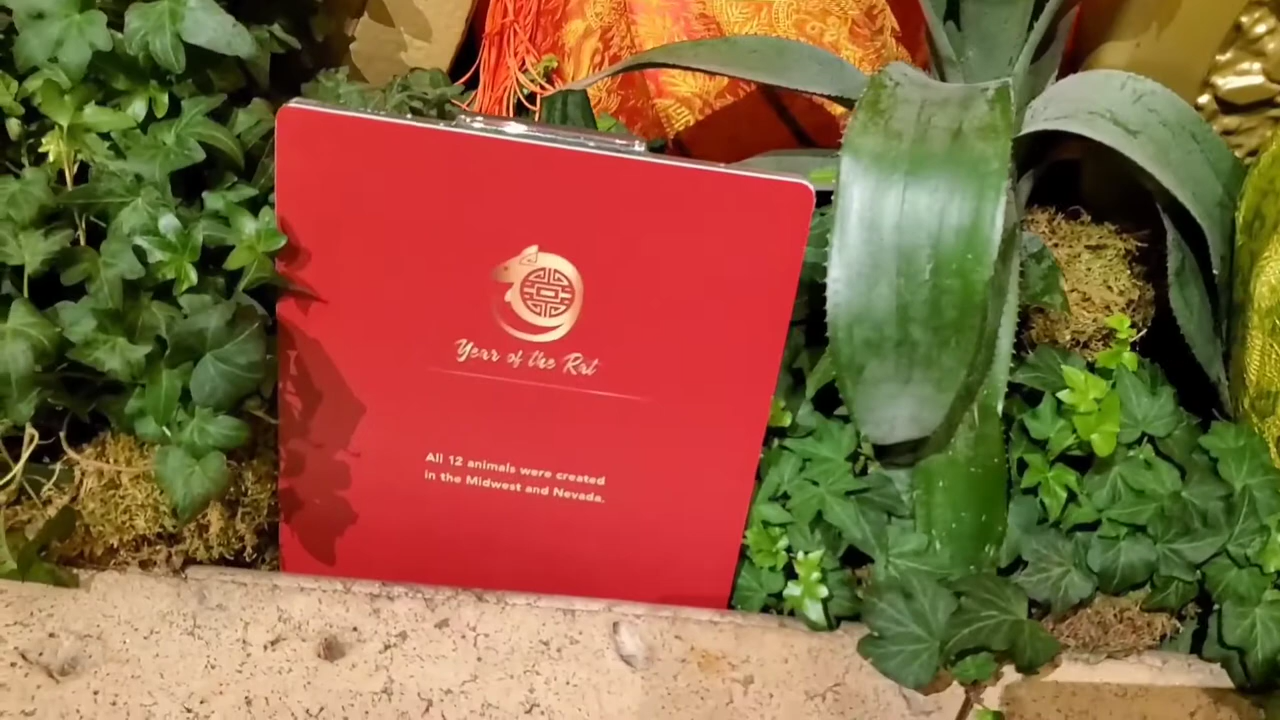 Year of the Rat
All 12 animals were created
in the Midwest and Nevada.